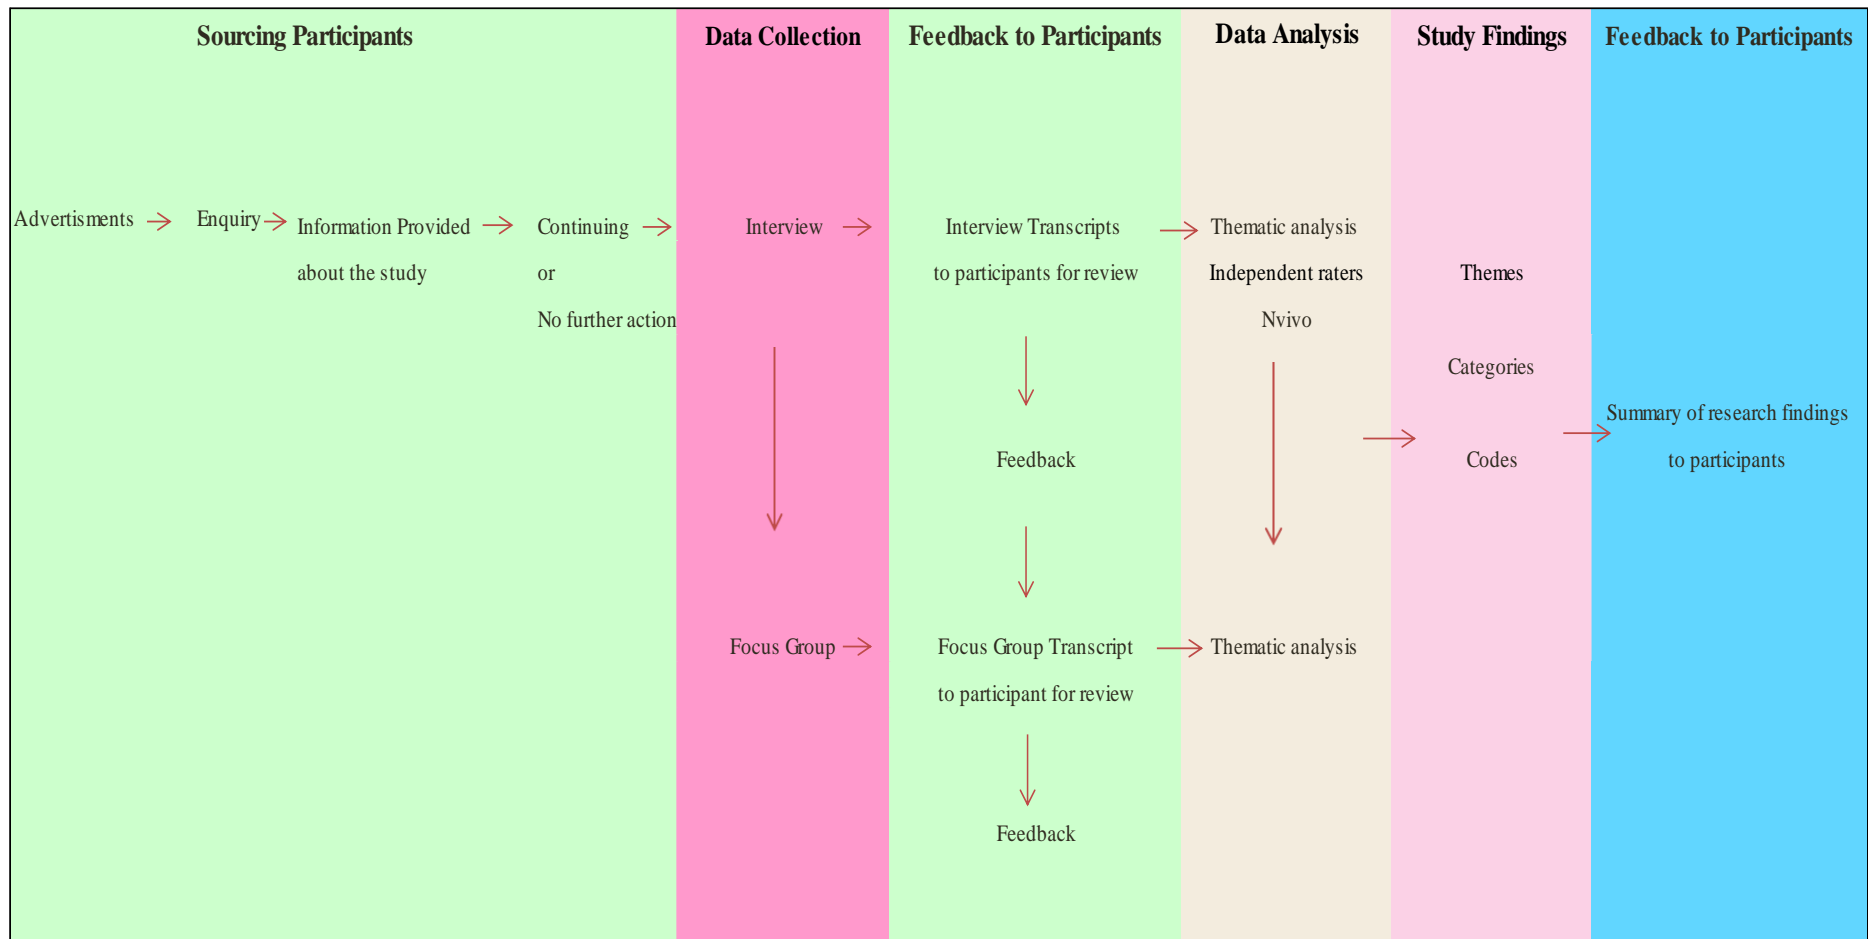 Sourcing Participants
Data Collection
Feedback to Participants
Data Analysis
Study Findings
Feedback to Participants
Advertisments
Enquiry
Information Provided
about the study
Continuing
or
No further action
Interview
Focus Group
Interview Transcripts
to participants for review
Feedback
Focus Group Transcript
to participant for review
Feedback
Thematic analysis
Independent raters
Nvivo
Thematic analysis
Themes
Categories
Codes
Summary of research findings
to participants